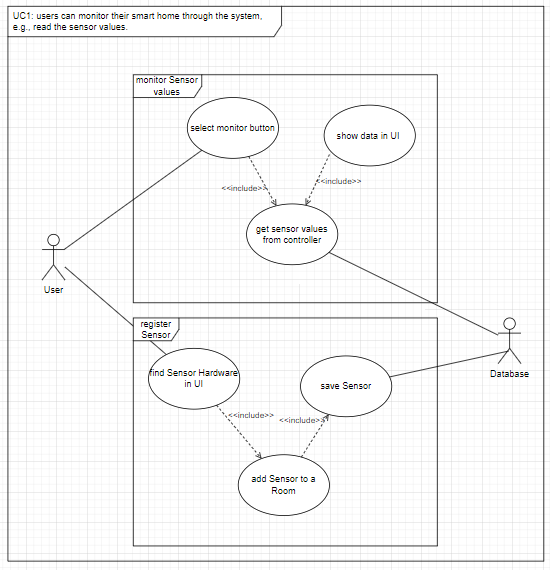 UC1: users can monitor their smart home through the system,
e.g., read the sensor values.
monitor Sensor
values
select monitor button
show data in UI
<<include>>
<<include>>
get sensor values
from controller
User
register
Sensor
Database
find Sensor Hardware
in UI
save Sensor
<<include>>
<<include>>
add Sensor to a
Room